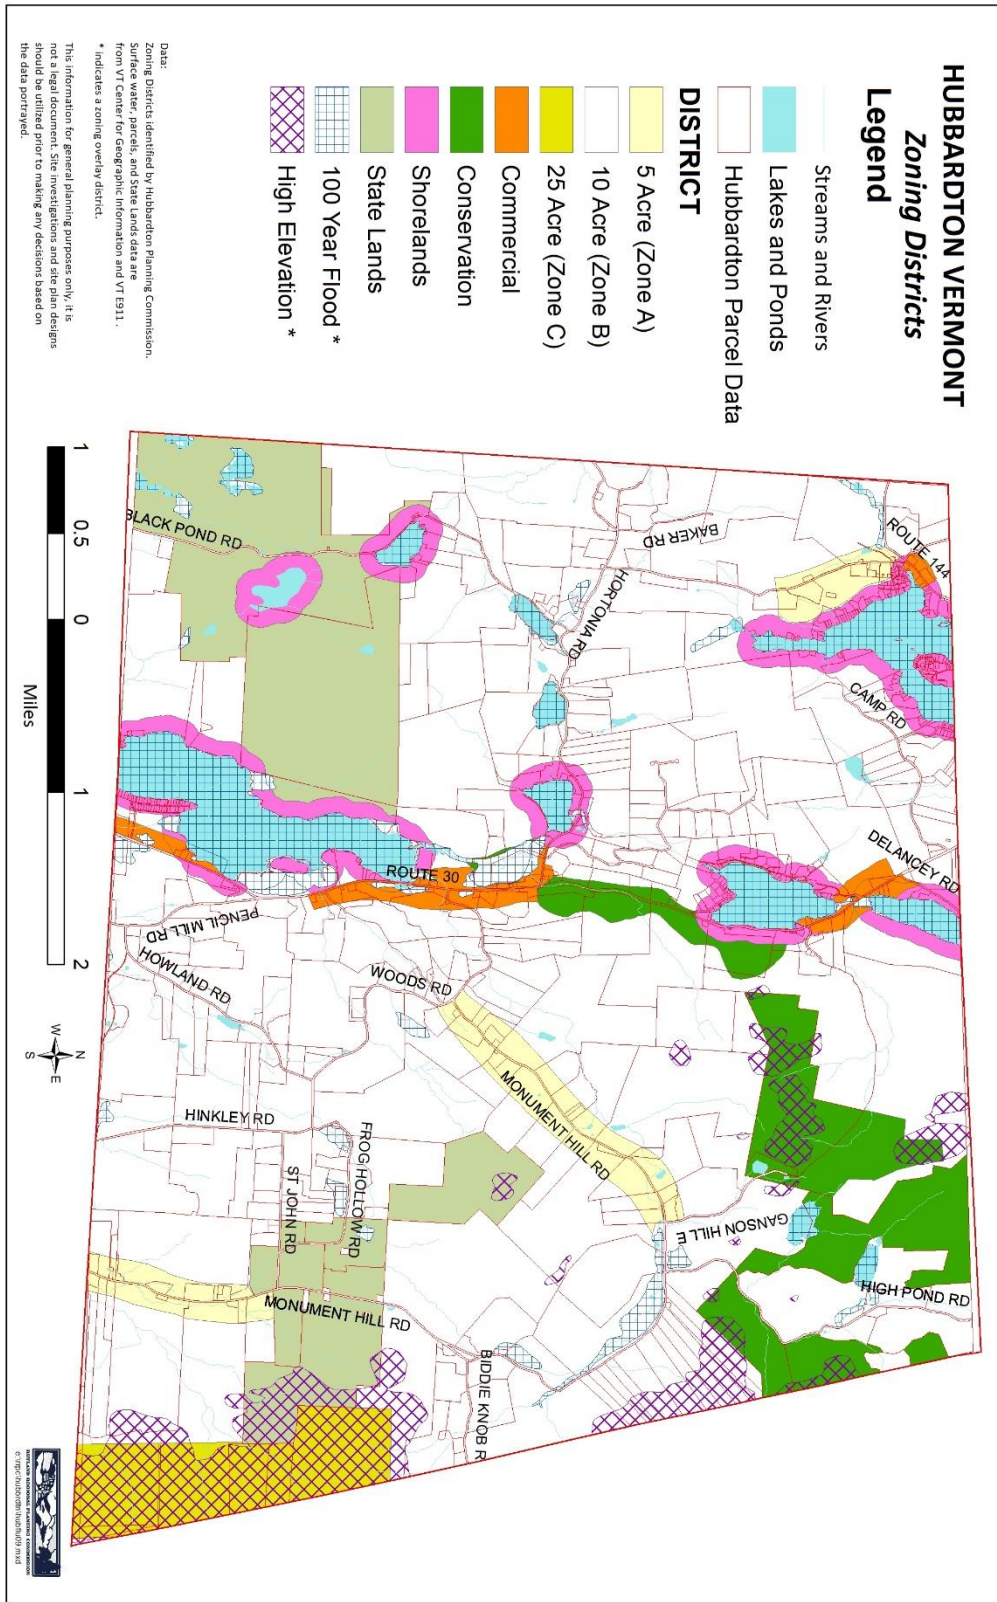 HUBBARDTON VERMONT
Zoning Districts
Legend
Streams and Rivers
Lakes and Ponds
Hubbardton Parcel Data
DISTRICT
5 Acre (Zone A)
10 Acre (Zone B)
25 Acre (Zone C)
Commercial
Conservation
Shorelands
State Lands
100 Year Flood *
High Elevation *
Data:
Zoning Districts identified by Hubbardton Planning Commission.
Surface water, parcels, and State Lands data are
from VT Center for Geographic Information and VT E911 .
* indicates a zoning overlay district.
This information for general planning purposes only, it is
not a legal document. Site investigations and site plan designs
should be utilized prior to making any decisions based on
the data portrayed.
ROUTE 144
BAKER RD
HORTONIA RD
CAMP RD
BLACK POND RD
DELANCEY RD
ROUTE 30
PENCIL MILL RD
HOWLAND RD
WOODS RD
MONUMENT HILL RD
HINKLEY RD
FROG HOLLOW RD
ST JOHN RD
GANSON HILL E
HIGH POND RD
MONUMENT HILL RD
BIDDIE KNOB R
1 0.5 0 1 2
Miles
N
W E
S
RUTLAND REGIONAL PLANNING COMMISSION